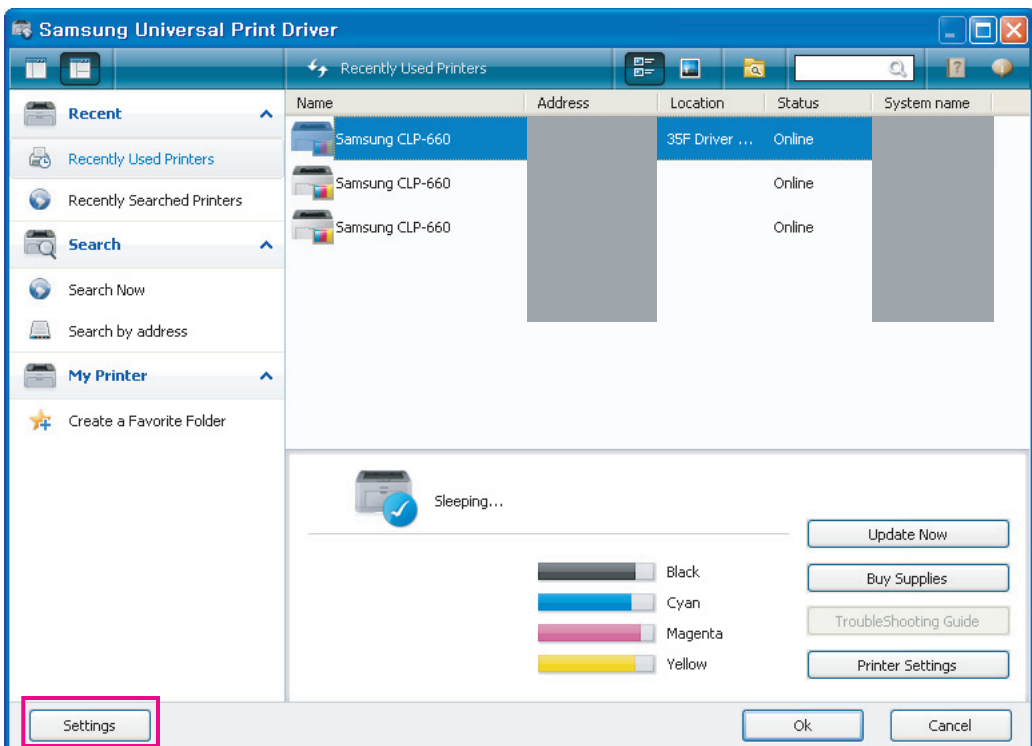 Samsung Universal Print Driver
Recently Used Printers
Recent
Recently Used Printers
Recently Searched Printers
Search
Search Now
Search by address
My Printer
Create a Favorite Folder
Name Address Location Status System name
Samsung CLP-660 35F Driver ... Online
Samsung CLP-660 Online
Samsung CLP-660 Online
Sleeping...
Black
Cyan
Magenta
Yellow
Update Now
Buy Supplies
TroubleShooting Guide
Printer Settings
Settings
Ok
Cancel